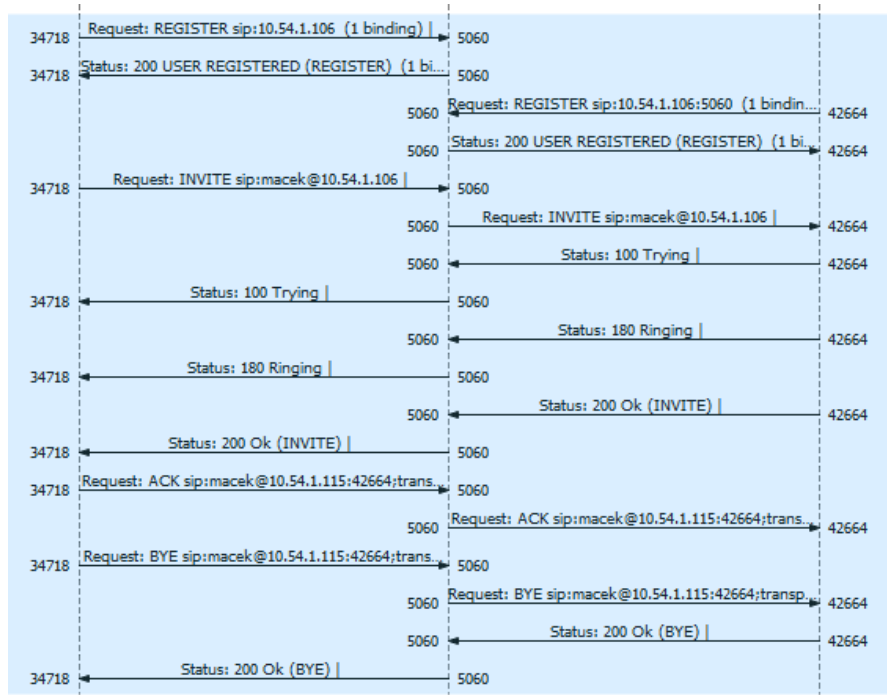 34718 Request: REGISTER sip:10.54.1.106 (1 binding) | 5060
34718 Status: 200 USER REGISTERED (REGISTER) (1 bi... 5060
5060 Request: REGISTER sip:10.54.1.106:5060 (1 bindin... 42664
5060 Status: 200 USER REGISTERED (REGISTER) (1 bi... 42664
34718 Request: INVITE sip:macek@10.54.1.106 | 5060
5060 Request: INVITE sip:macek@10.54.1.106 | 42664
5060 Status: 100 Trying | 42664
34718 Status: 100 Trying | 5060
5060 Status: 180 Ringing | 42664
34718 Status: 180 Ringing | 5060
5060 Status: 200 Ok (INVITE) | 42664
34718 Status: 200 Ok (INVITE) | 5060
34718 Request: ACK sip:macek@10.54.1.115:42664;trans... 5060
5060 Request: ACK sip:macek@10.54.1.115:42664;trans... 42664
34718 Request: BYE sip:macek@10.54.1.115:42664;trans... 5060
5060 Request: BYE sip:macek@10.54.1.115:42664;transp... 42664
5060 Status: 200 Ok (BYE) | 42664
34718 Status: 200 Ok (BYE) | 5060